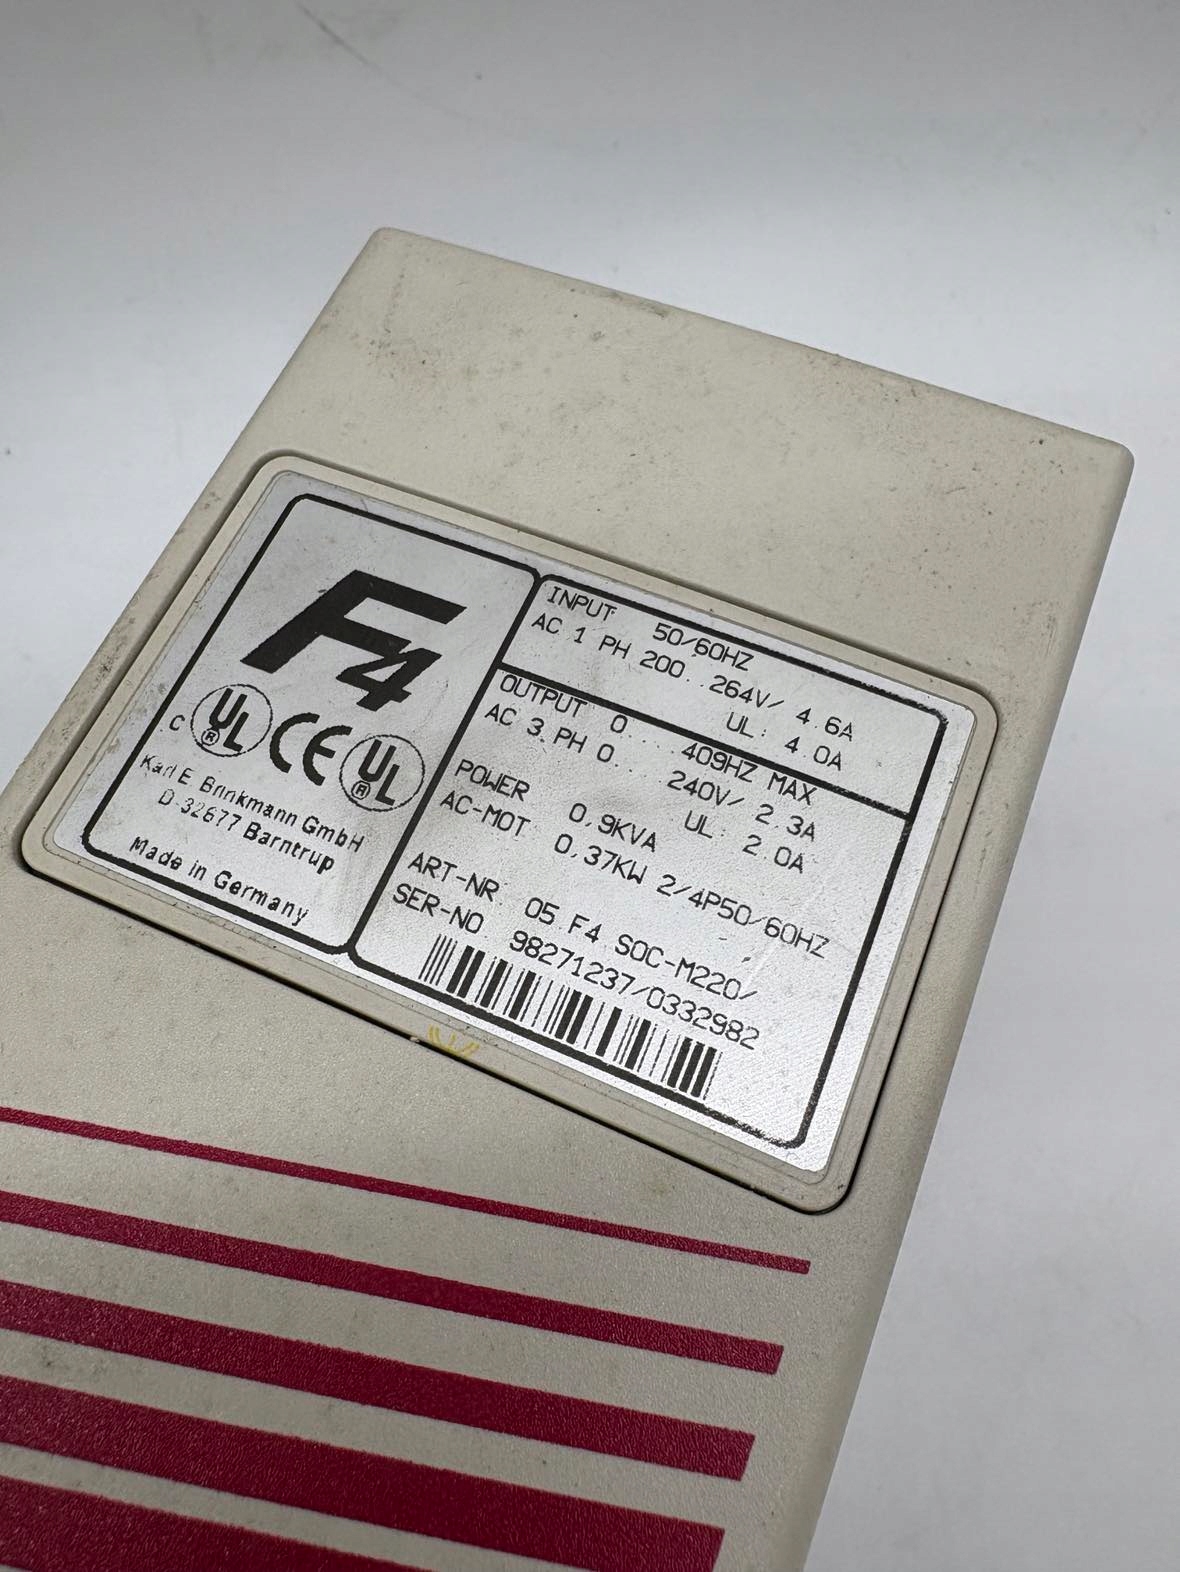 F4
C UL® CE UL®
Karl E. Brinkmann GmbH
D-32677 Barntrup
Made in Germany
INPUT 50/60HZ
AC 1 PH 200..264V/ 4.6A
UL: 4.0A
OUTPUT 0....409HZ MAX
AC 3 PH 0... 240V/ 2.3A
UL: 2.0A
POWER 0,9KVA
AC-MOT 0,37KW 2/4P50/60HZ
ART-NR 05 F4 SOC-M220/
SER-NO 98271237/0332982